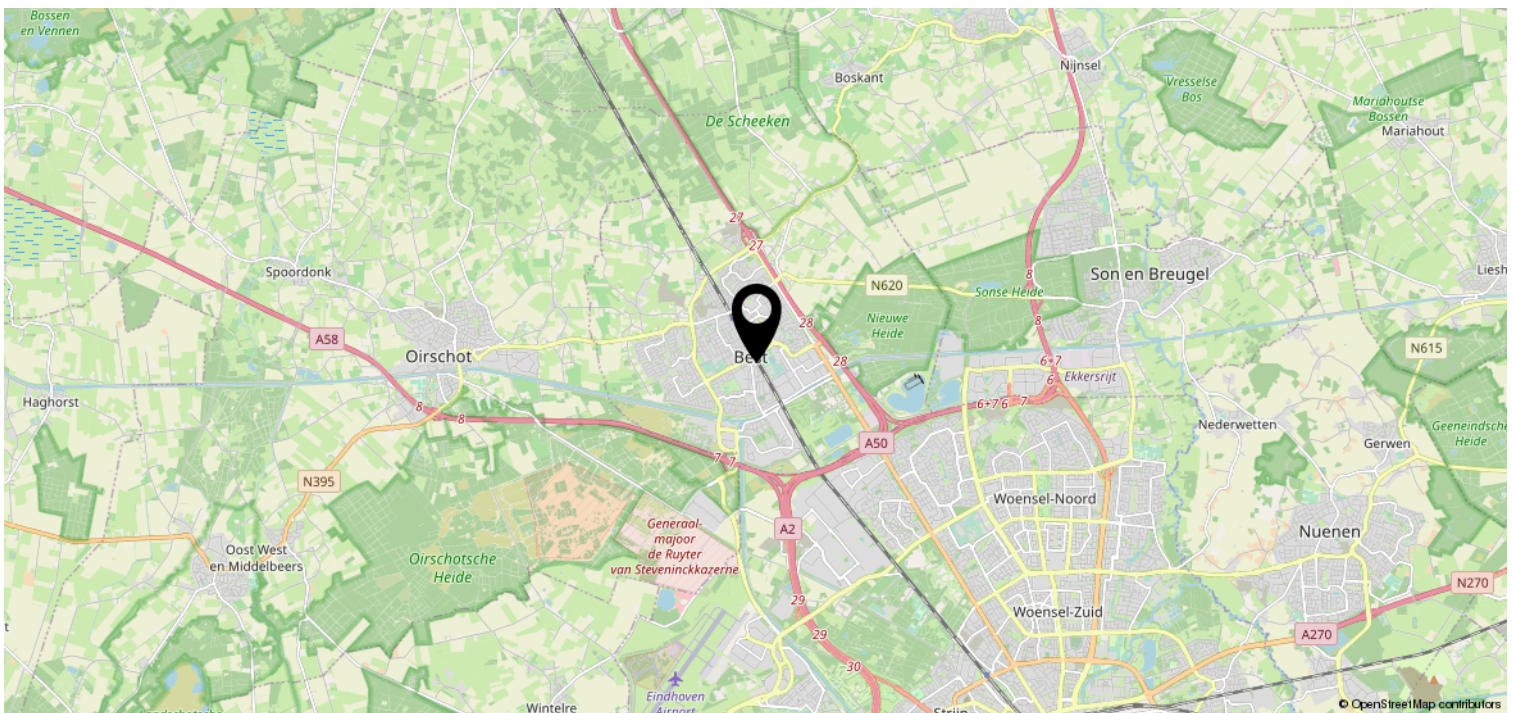 Bossen
en Vennen
Boskant
Nijnsel
Vresselse
Bos
Mariahoutse
Bossen
Mariahout
De Scheeken
27
27
Spoordonk
N620
Sonse Heide
8
Son en Breugel
Liesh
A58
28
Nieuwe
Heide
8
Oirschot
Best
28
6+7
6
Ekkersrijt
N615
Haghorst
8
8
6+7
6
7
A50
Nederwetten
Gerwen
Geeneindsche
Heide
7
7
N395
Woensel-Noord
A2
Generaal-
majoor
de Ruyter
van Steveninckkazerne
Nuenen
Oost West
en Middelbeers
Oirschotsche
Heide
N270
29
Woensel-Zuid
29
A270
t
30
Eindhoven
Airport
Wintelre
Strijp
© OpenStreetMap contributors